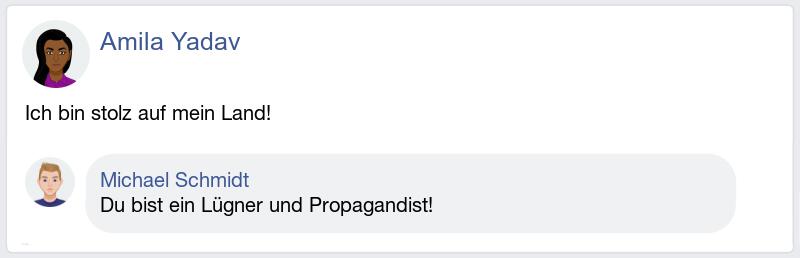 Amila Yadav
Ich bin stolz auf mein Land!
Michael Schmidt
Du bist ein Lügner und Propagandist!